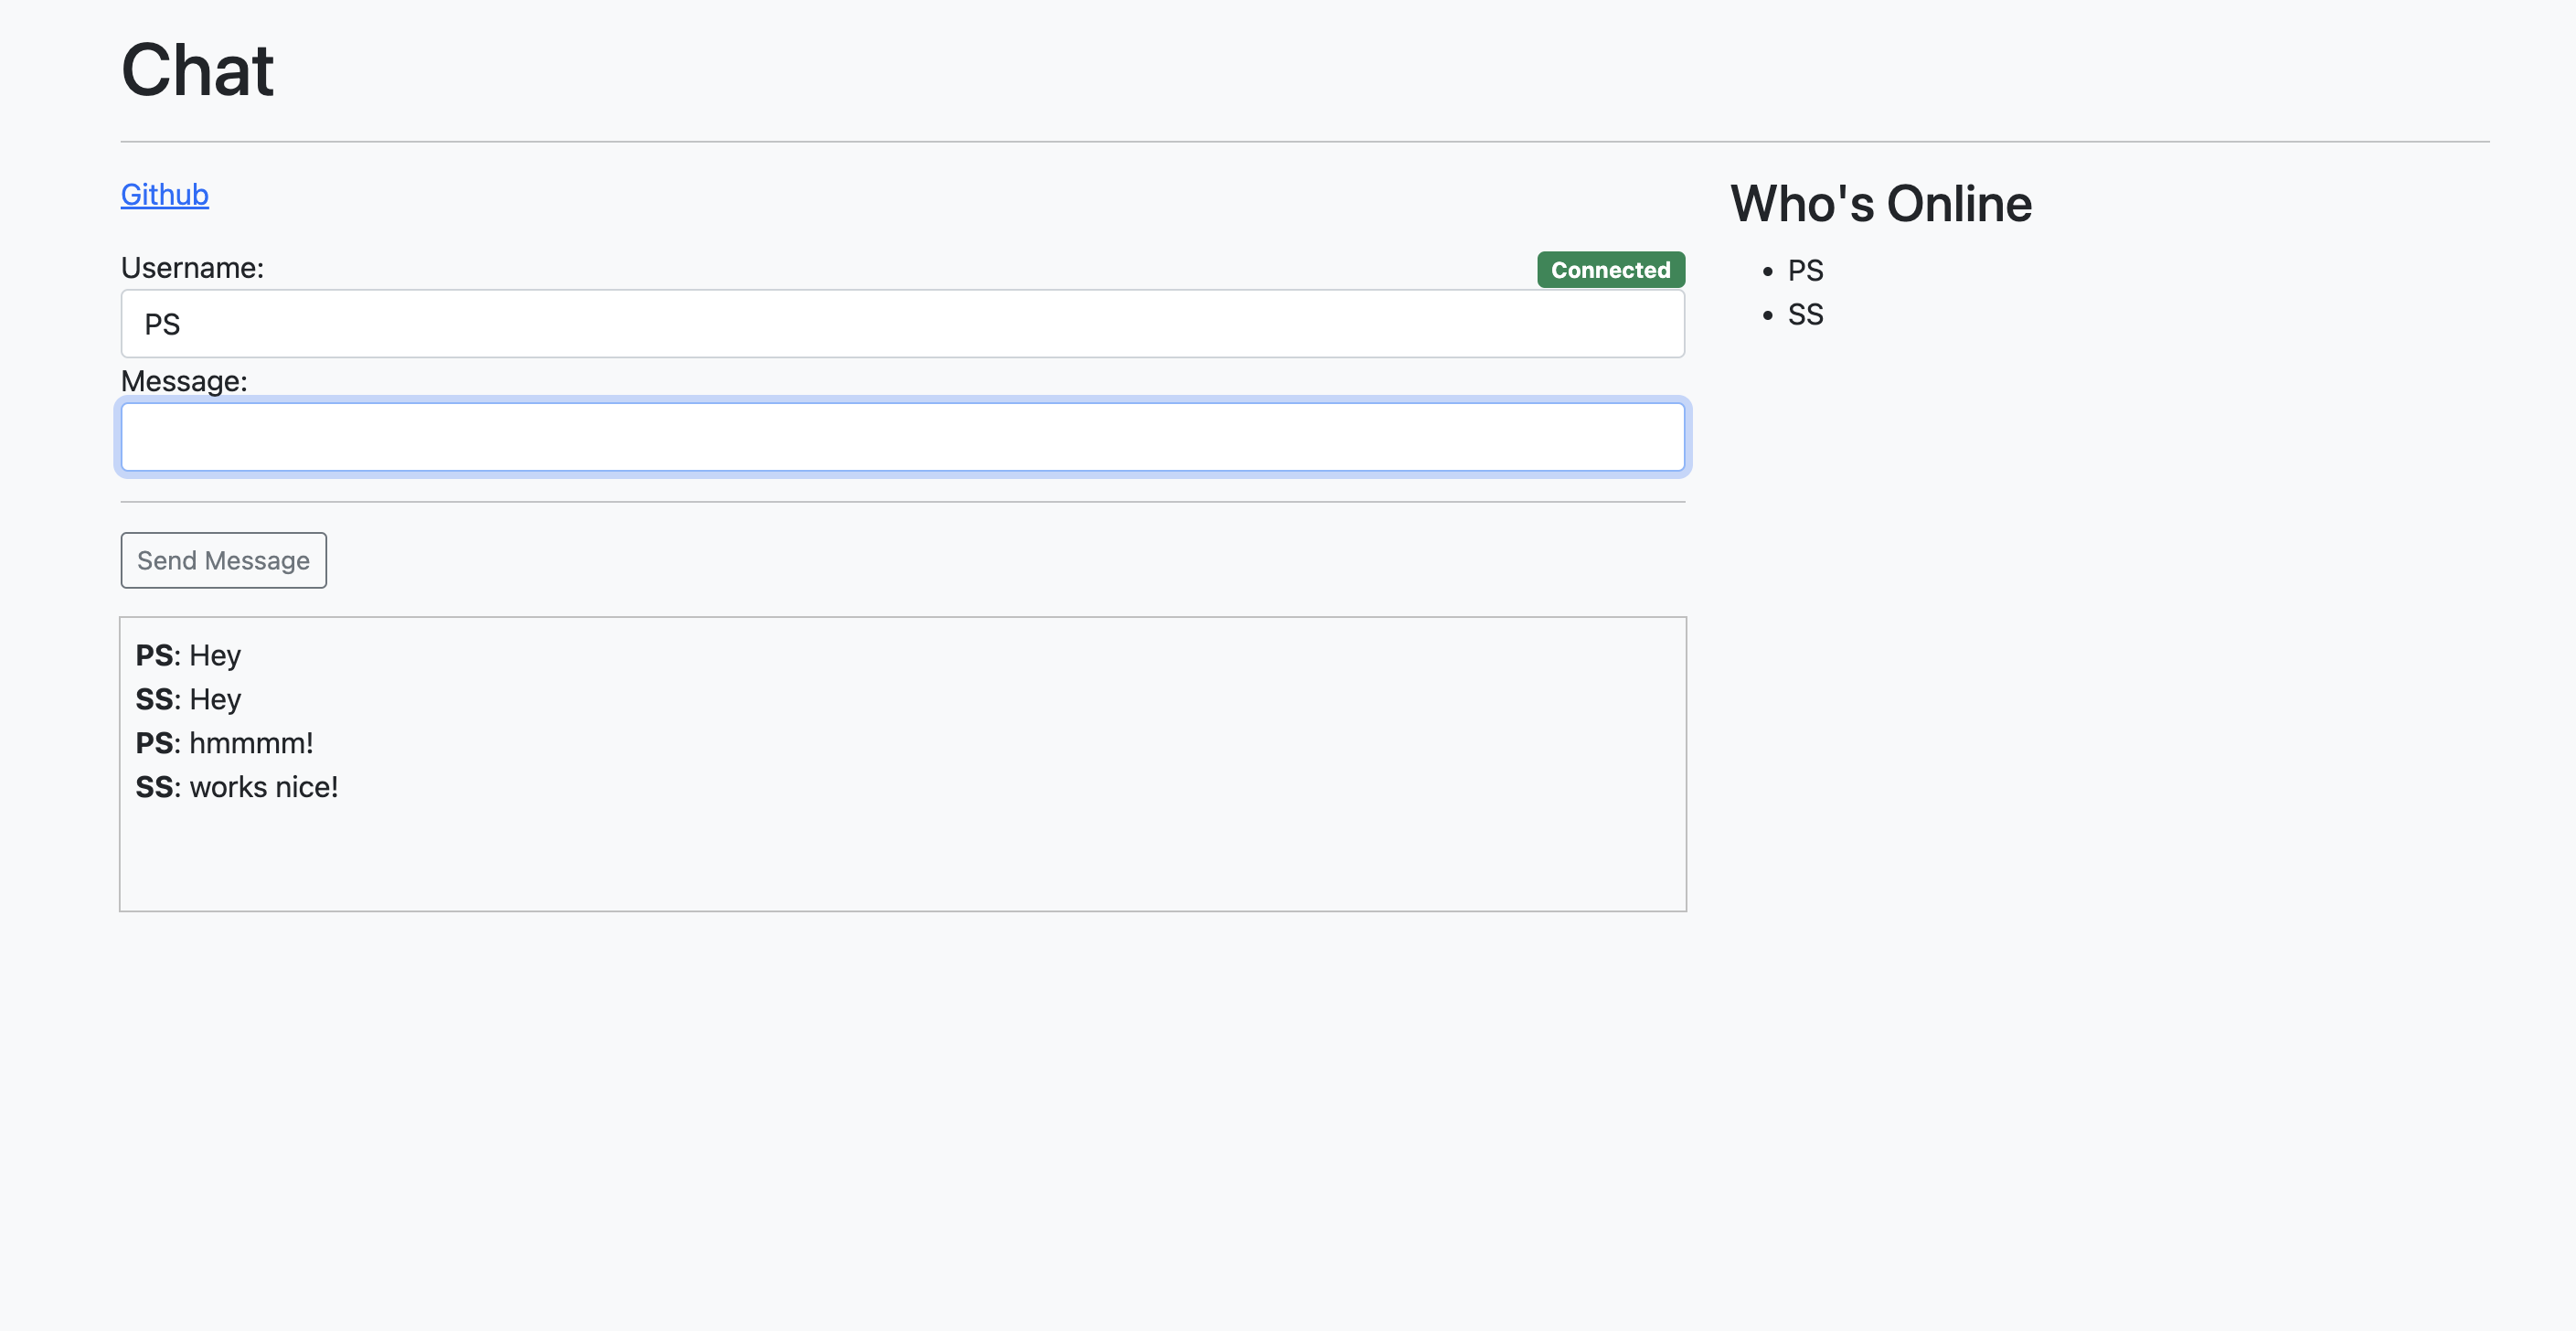 Chat
Github
Username:
Connected
PS
Message:
Send Message
PS: Hey
SS: Hey
PS: hmmmm!
SS: works nice!
Who's Online
PS
SS